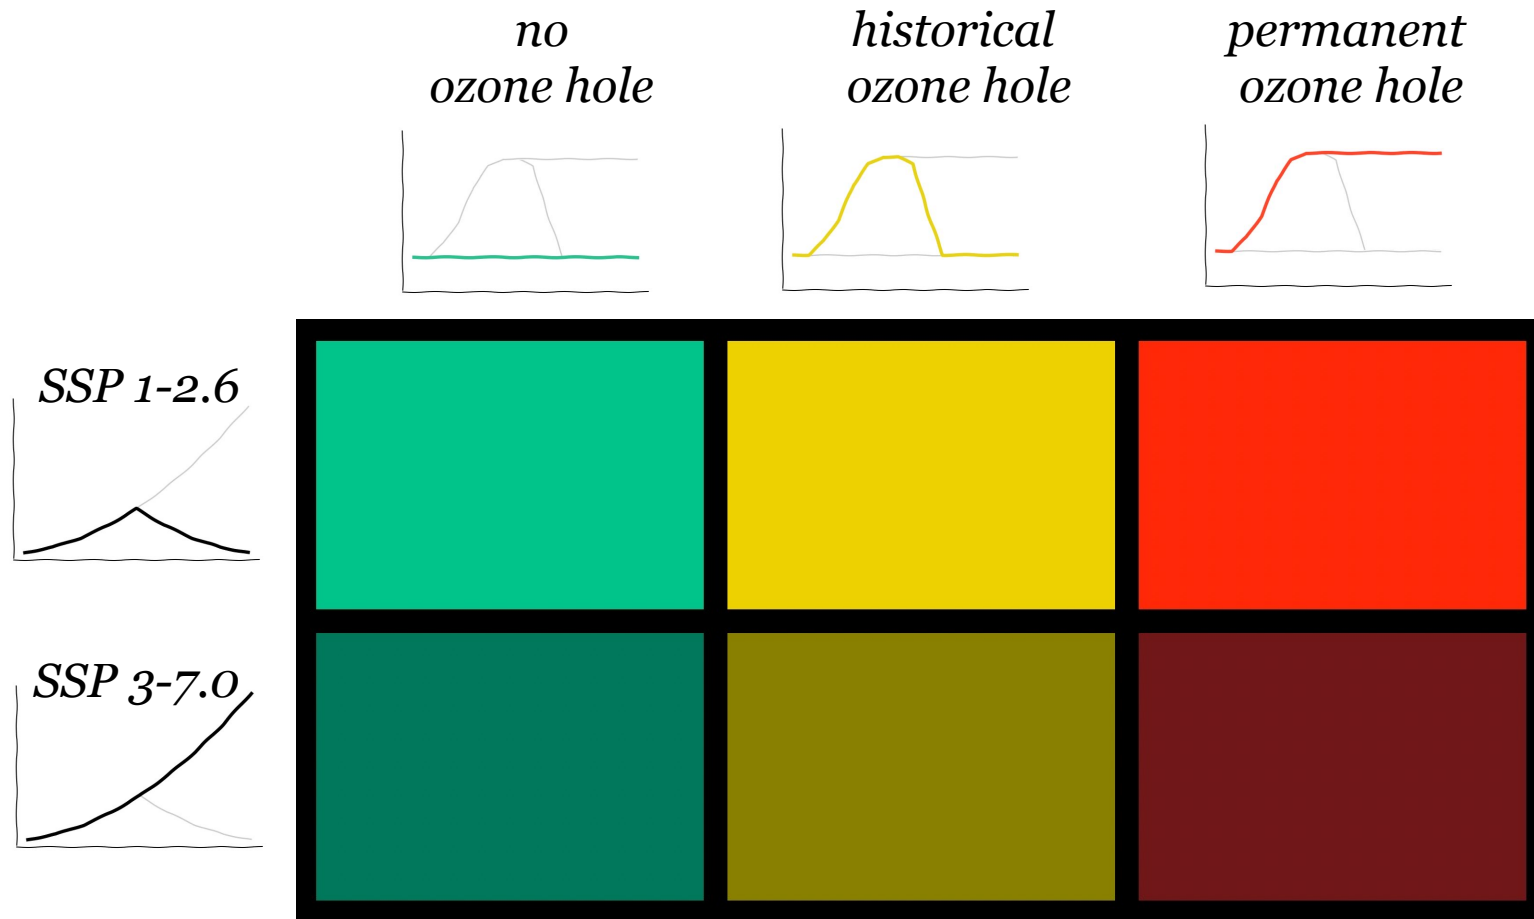 no
ozone hole
historical
ozone hole
permanent
ozone hole
SSP 1-2.6
SSP 3-7.0